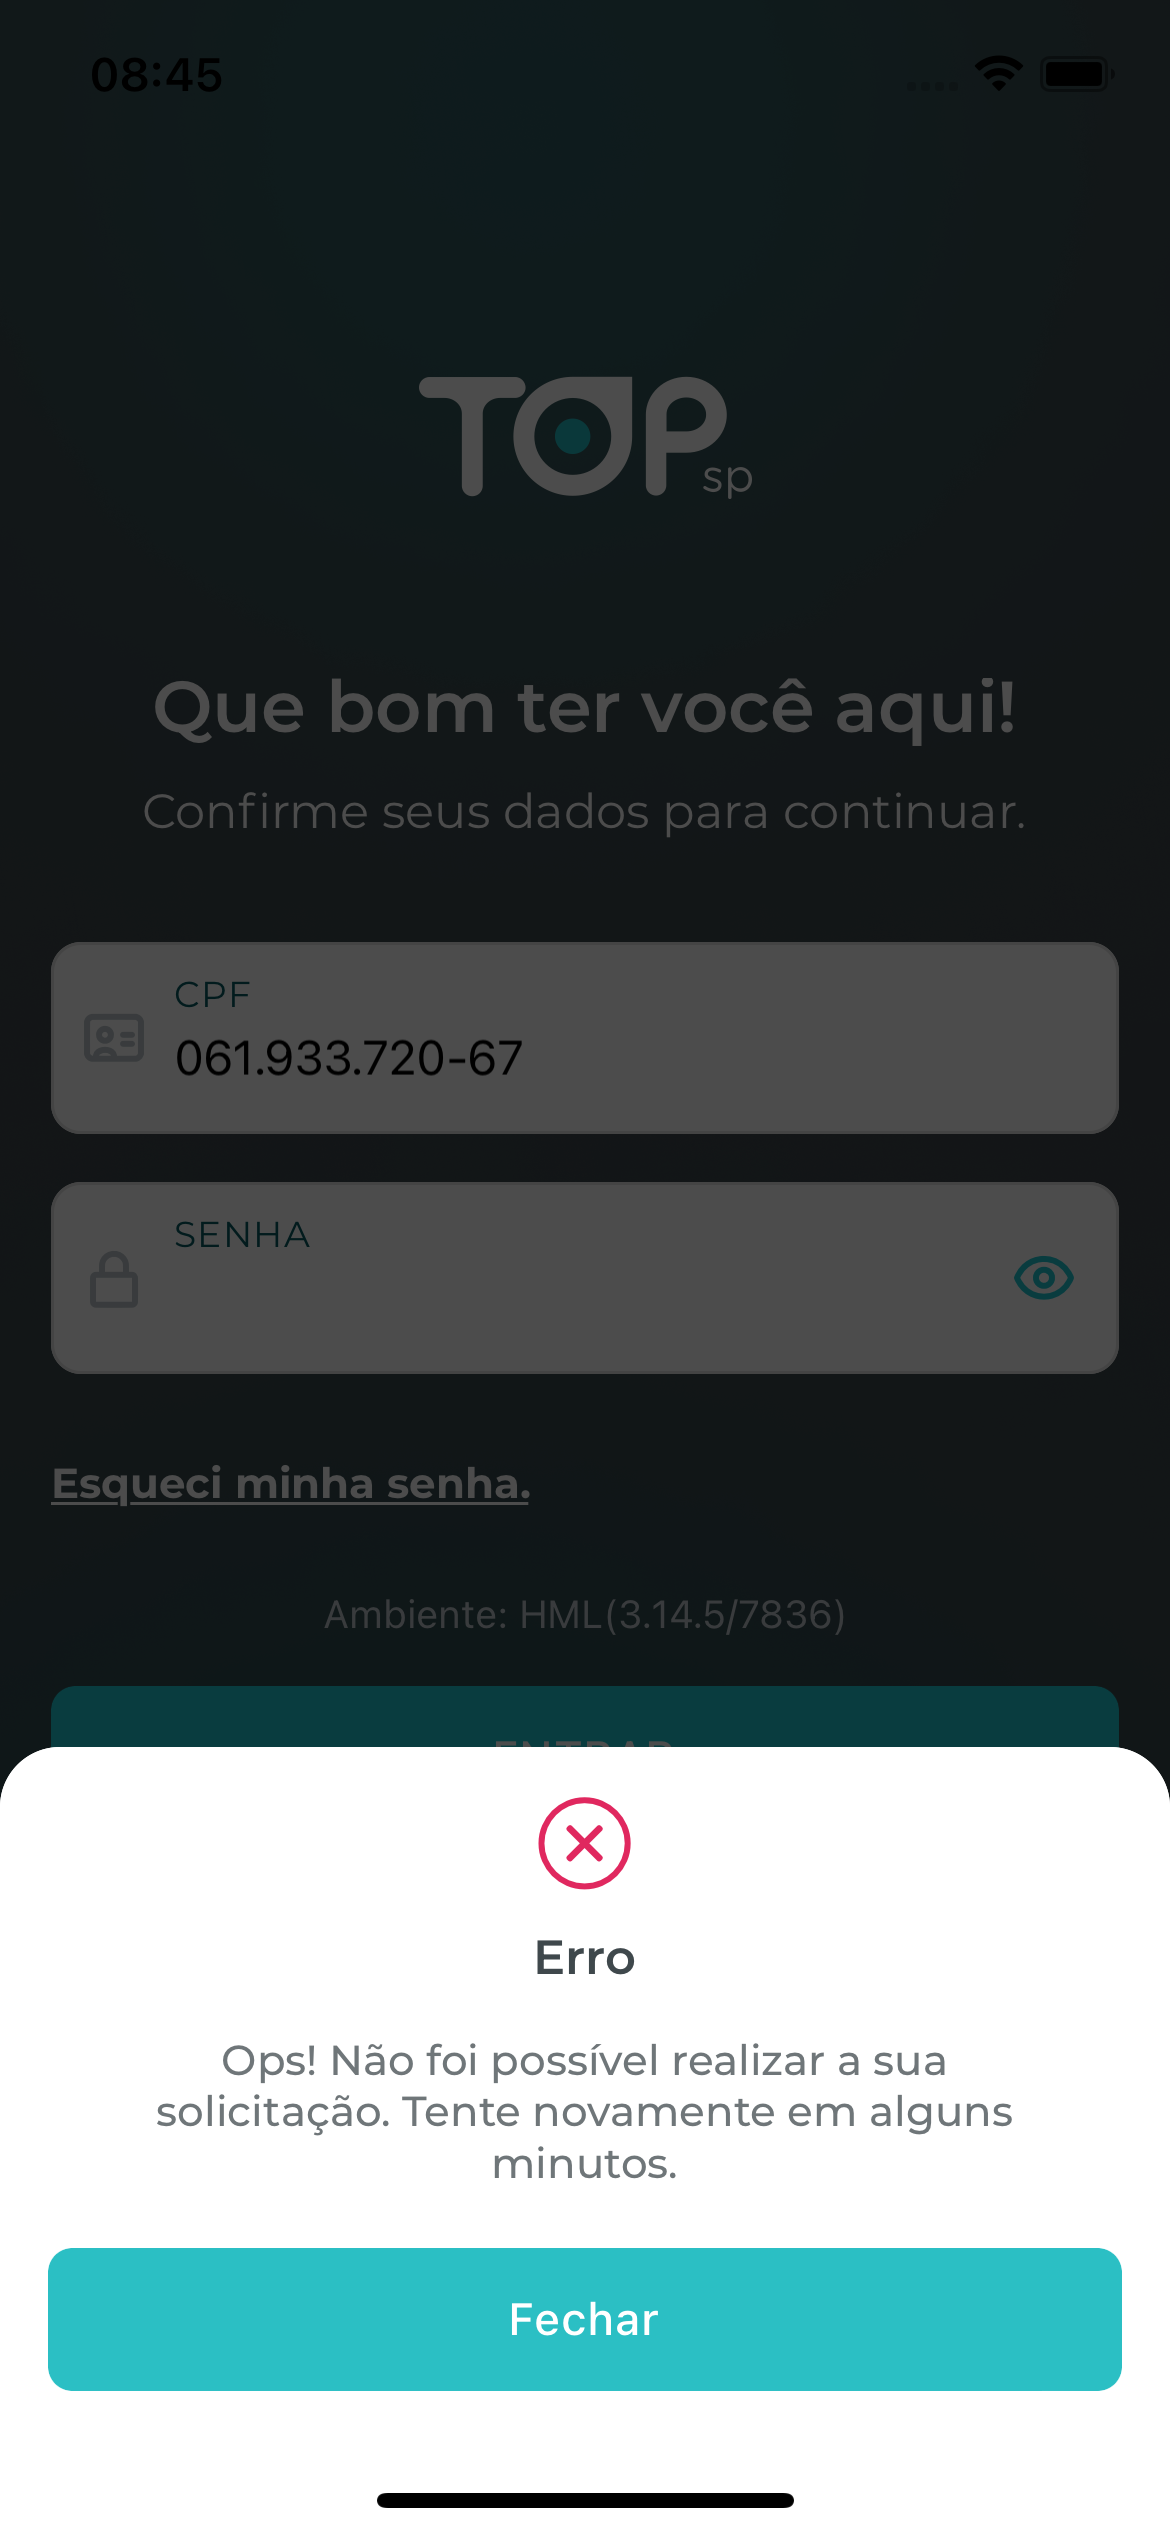 08:45
TOP
sp
Que bom ter você aqui!
Confirme seus dados para continuar.
CPF
061.933.720-67
SENHA
Esqueci minha senha.
Ambiente: HML(3.14.5/7836)
ENTRAR
Erro
Ops! Não foi possível realizar a sua
solicitação. Tente novamente em alguns
minutos.
Fechar